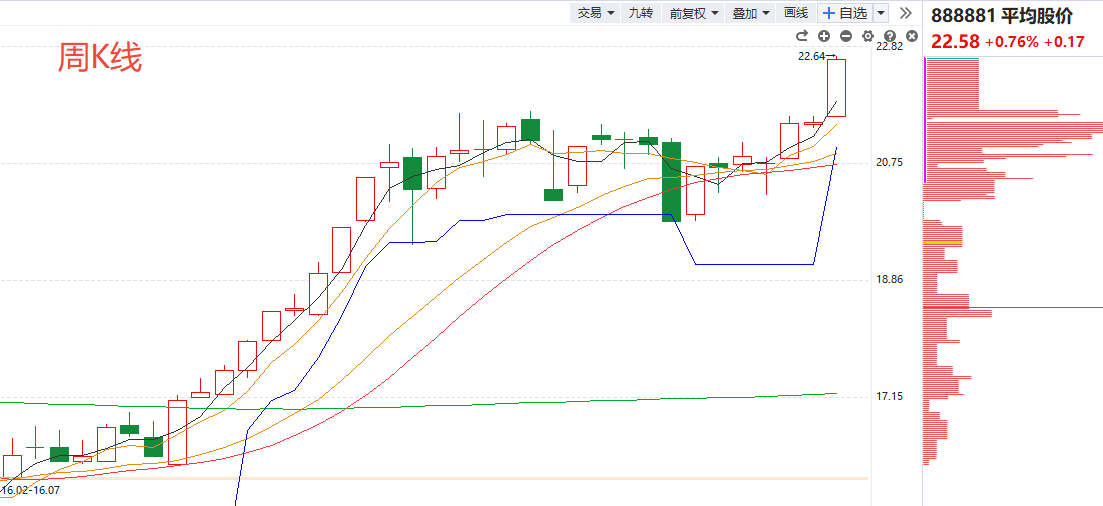 交易 九转 前复权 叠加 画线 + 自选
888881 平均股价
22.58 +0.76% +0.17
周K线
22.64
22.82
20.75
18.86
17.15
16.02-16.07